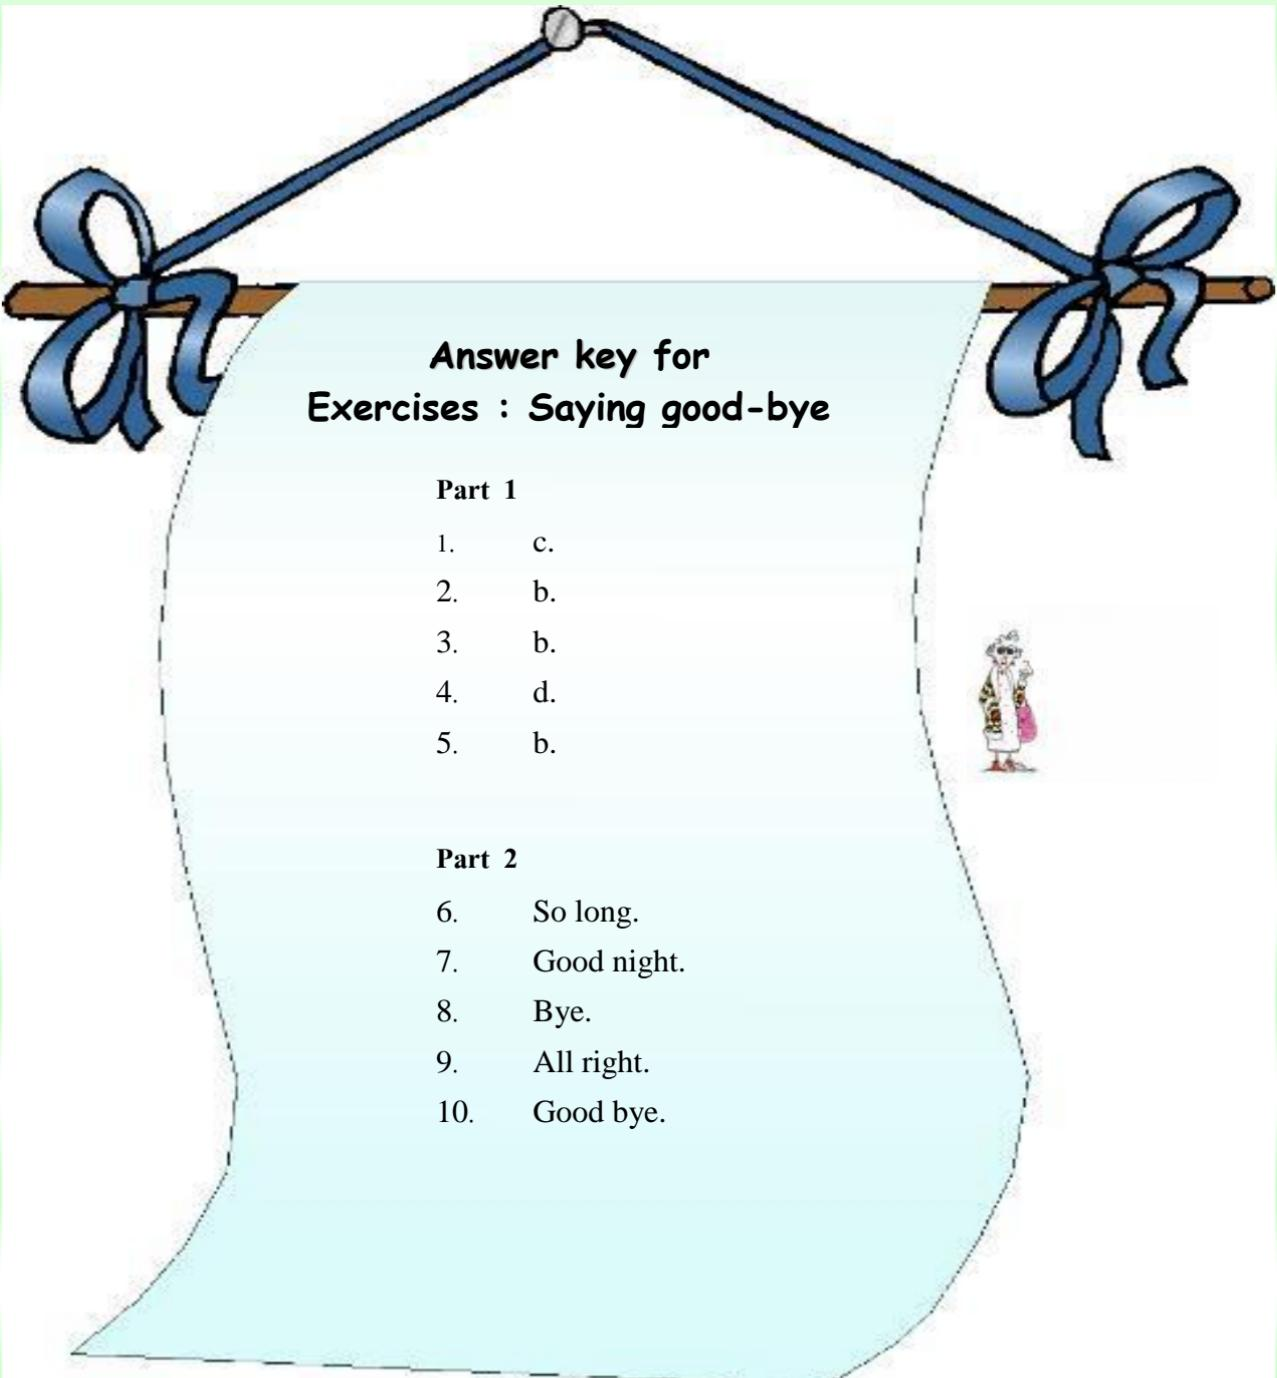 Answer key for
Exercises : Saying good-bye
Part 1
1. c.
2. b.
3. b.
4. d.
5. b.
Part 2
6. So long.
7. Good night.
8. Bye.
9. All right.
10. Good bye.